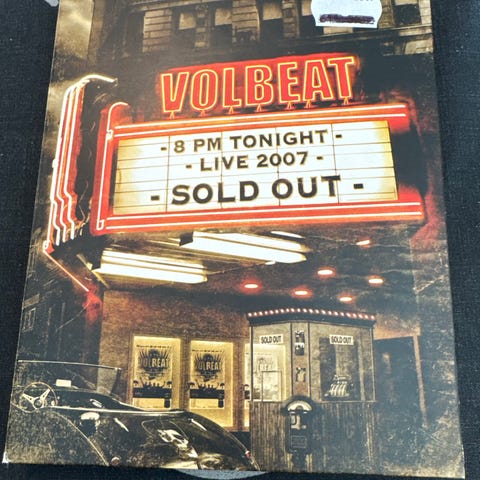 VOLBEAT
- 8 PM TONIGHT -
- LIVE 2007 -
- SOLD OUT -
SOLD OUT
SOLD OUT
VOLBEAT
VOLBEAT